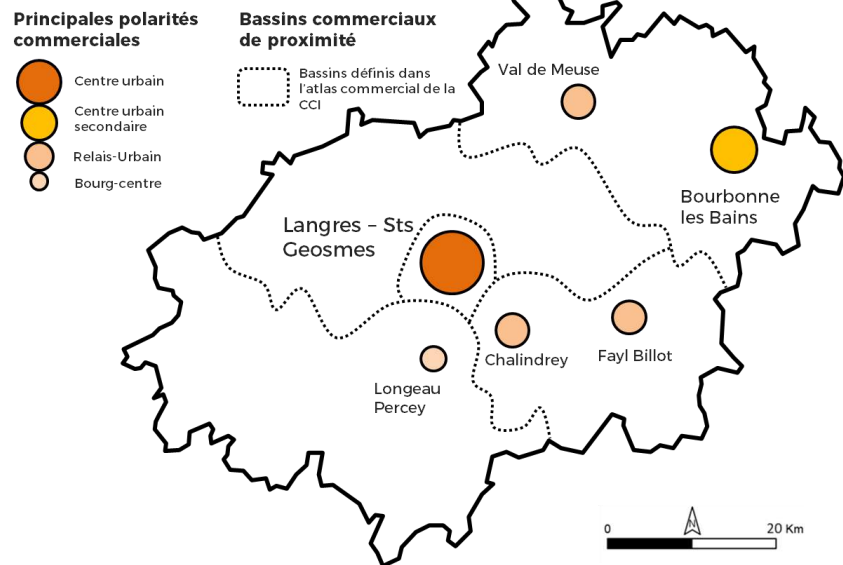 Principales polarités
commerciales
Centre urbain
Centre urbain
secondaire
Relais-Urbain
Bourg-centre
Bassins commerciaux
de proximité
Bassins définis dans
l'atlas commercial de la
CCI
Val de Meuse
Bourbonne
les Bains
Langres – Sts
Geosmes
Chalindrey
Fayl Billot
Longeau
Percey
N
0
20 Km